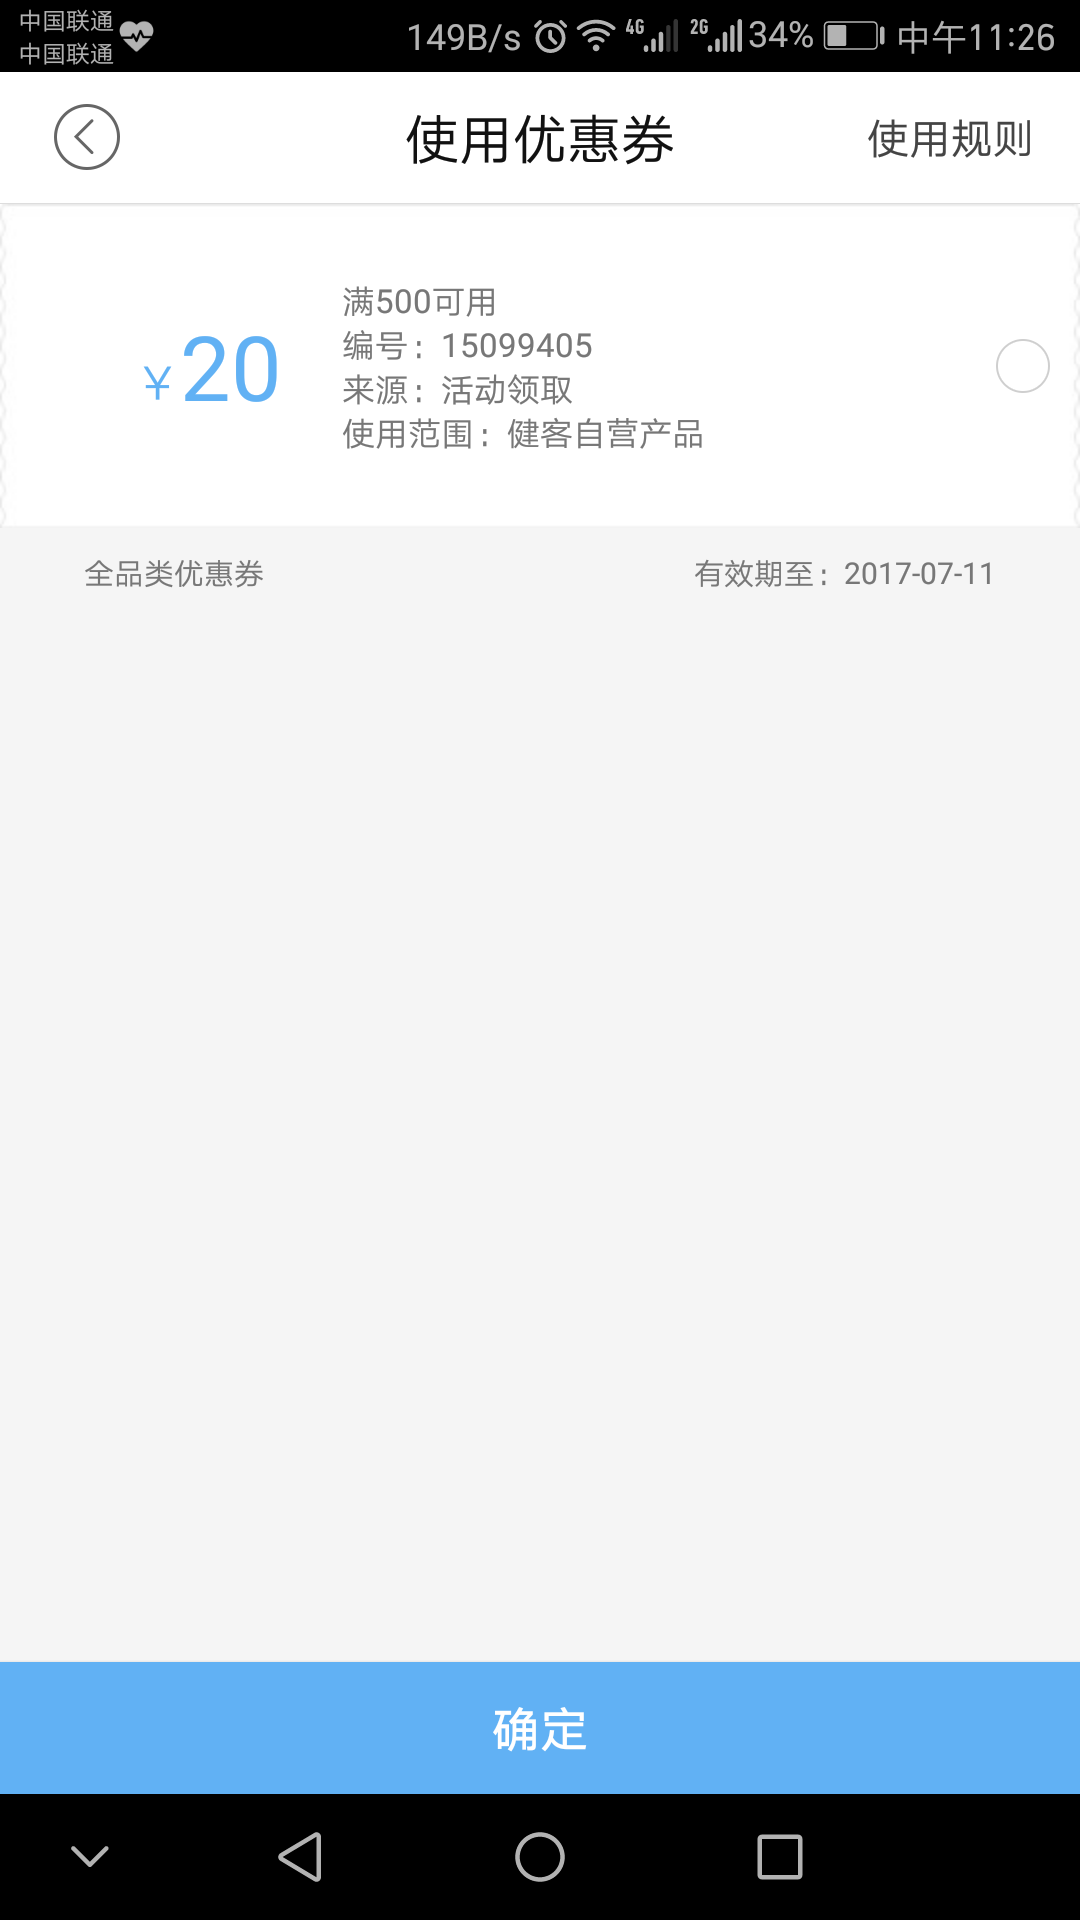 中国联通
中国联通
149B/s 4G 2G 34% 中午11:26
使用优惠券
使用规则
满500可用
¥20
编号：15099405
来源：活动领取
使用范围：健客自营产品
全品类优惠券
有效期至：2017-07-11
确定